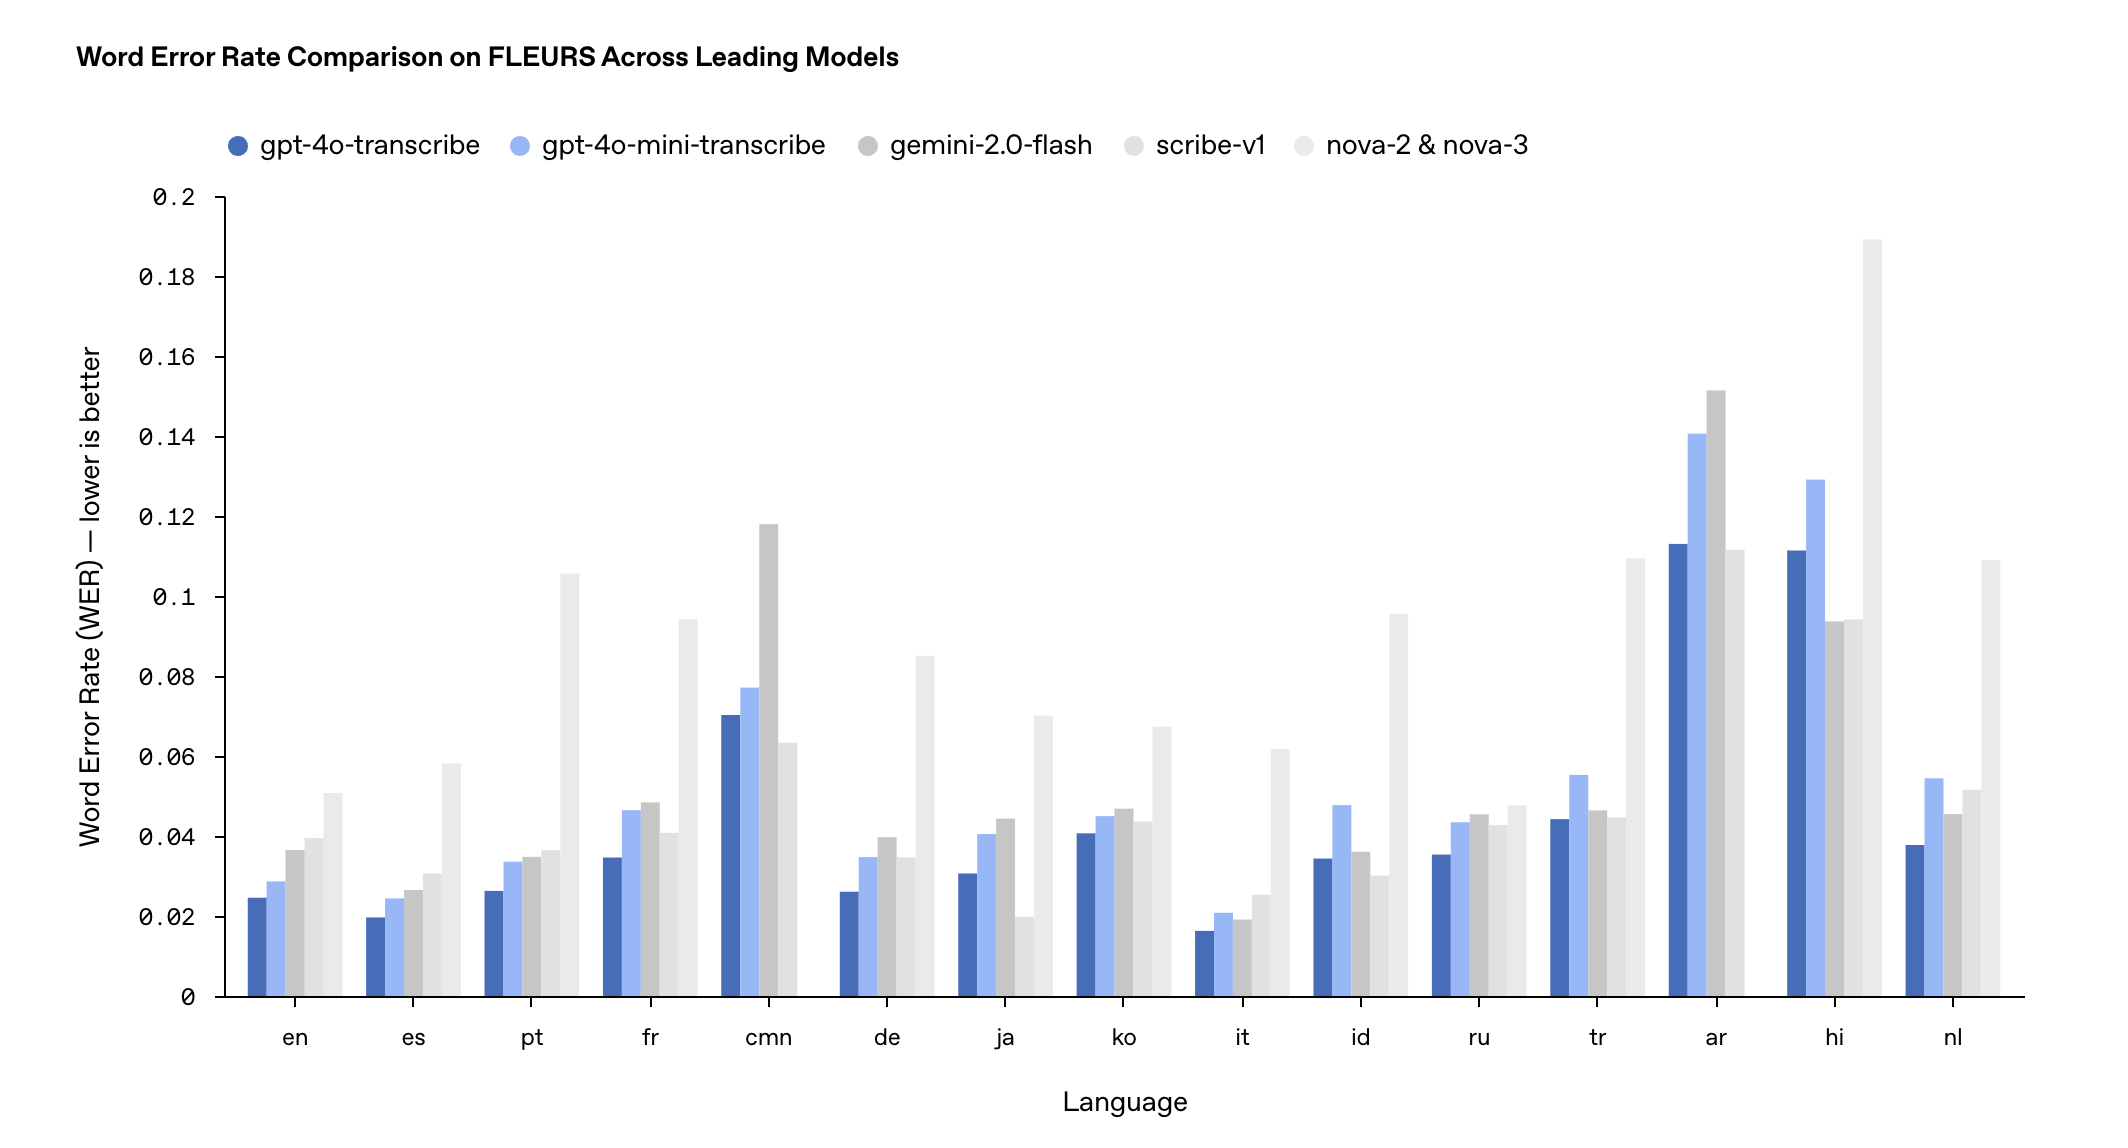 Word Error Rate Comparison on FLEURS Across Leading Models
gpt-4o-transcribe gpt-4o-mini-transcribe gemini-2.0-flash scribe-v1 nova-2 & nova-3
Word Error Rate (WER) — lower is better
0.2
0.18
0.16
0.14
0.12
0.1
0.08
0.06
0.04
0.02
0
en es pt fr cmn de ja ko it id ru tr ar hi nl
Language